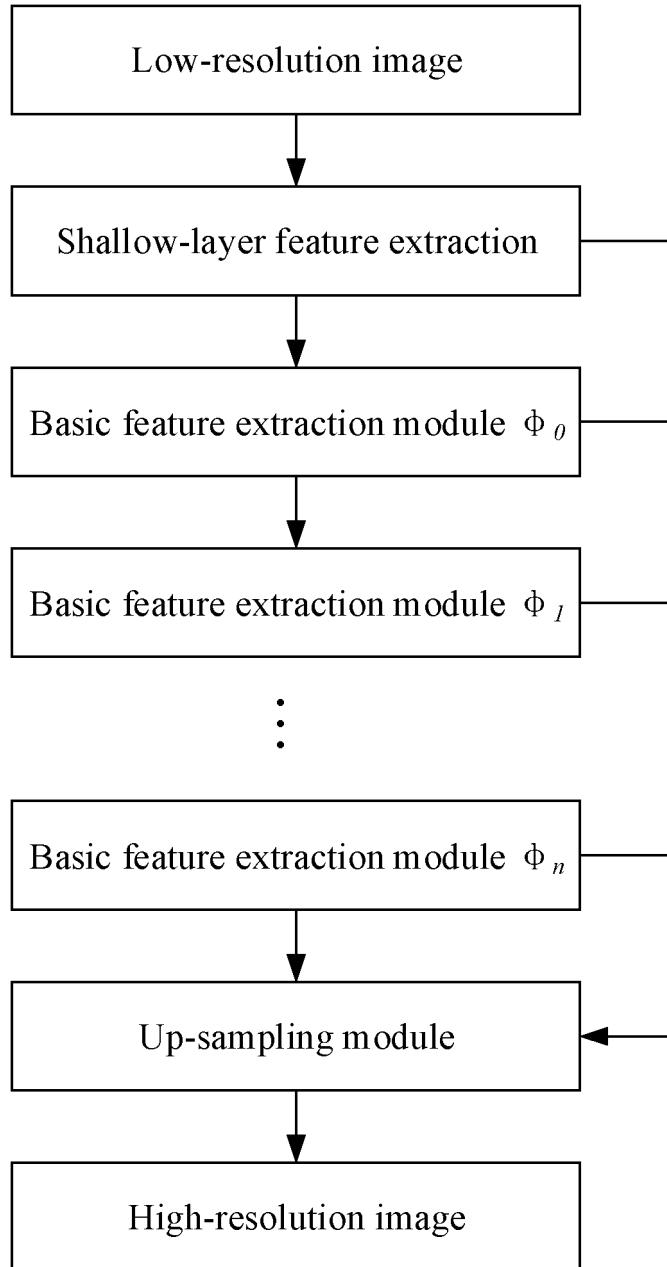 Low-resolution image
Shallow-layer feature extraction
Basic feature extraction module Φ0
Basic feature extraction module Φ1
⋮
Basic feature extraction module Φn
Up-sampling module
High-resolution image